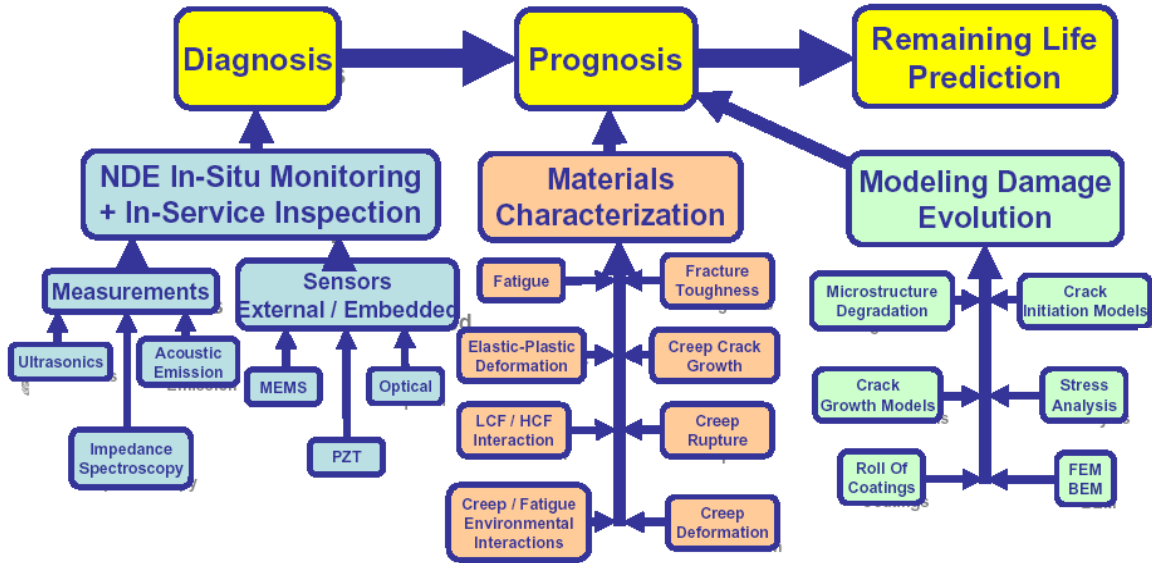 Diagnosis
Prognosis
Remaining Life
Prediction
NDE In-Situ Monitoring
+ In-Service Inspection
Materials
Characterization
Modeling Damage
Evolution
Measurements
Sensors
External / Embedded
Ultrasonics
Acoustic
Emission
Impedance
Spectroscopy
MEMS
Optical
PZT
Fatigue
Fracture
Toughness
Elastic-Plastic
Deformation
Creep Crack
Growth
LCF / HCF
Interaction
Creep
Rupture
Creep / Fatigue
Environmental
Interactions
Creep
Deformation
Microstructure
Degradation
Crack
Initiation Models
Crack
Growth Models
Stress
Analysis
Roll Of
Coatings
FEM
BEM